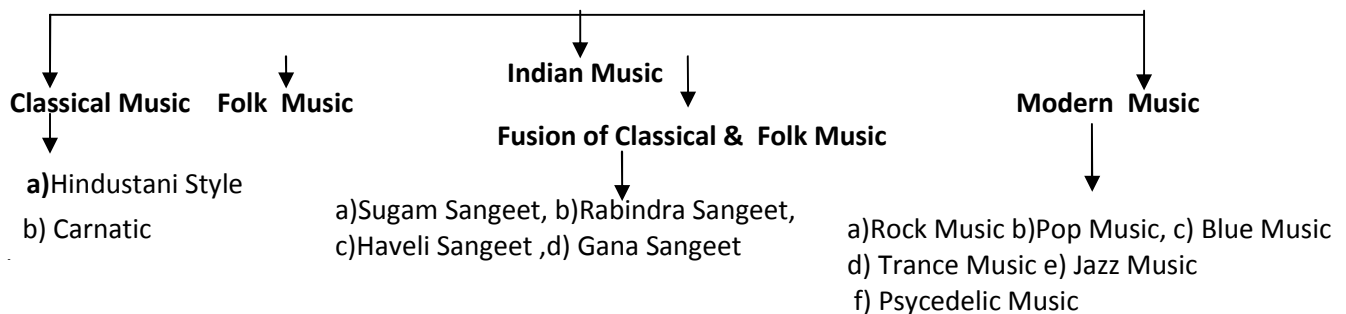 Indian Music
Classical Music Folk Music
Modern Music
Fusion of Classical & Folk Music
a)Hindustani Style
b) Carnatic
a)Sugam Sangeet, b)Rabindra Sangeet,
c)Haveli Sangeet ,d) Gana Sangeet
a)Rock Music b)Pop Music, c) Blue Music
d) Trance Music e) Jazz Music
f) Psycedelic Music